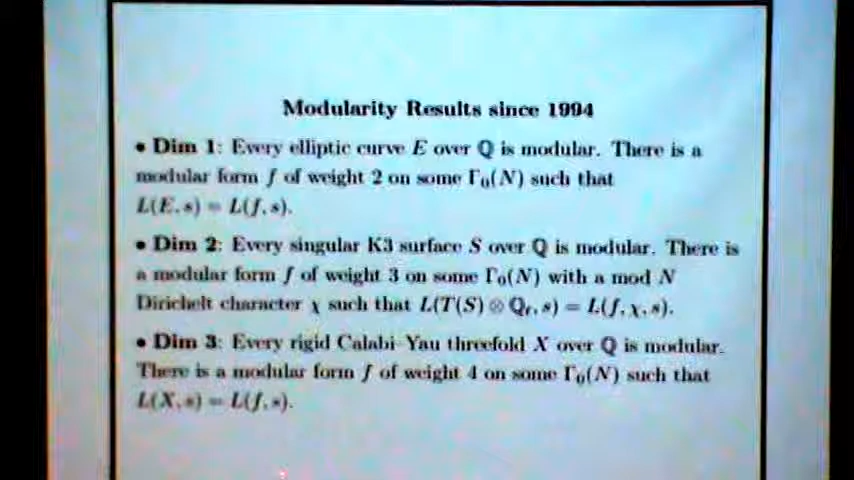 Modularity Results since 1994
• Dim 1: Every elliptic curve E over ℚ is modular. There is a
modular form f of weight 2 on some Γ₀(N) such that
L(E, s) = L(f, s).
• Dim 2: Every singular K3 surface S over ℚ is modular. There is
a modular form f of weight 3 on some Γ₀(N) with a mod N
Dirichelt character χ such that L(T(S) ⊗ ℚ_ℓ, s) = L(f, χ, s).
• Dim 3: Every rigid Calabi–Yau threefold X over ℚ is modular.
There is a modular form f of weight 4 on some Γ₀(N) such that
L(X, s) = L(f, s).